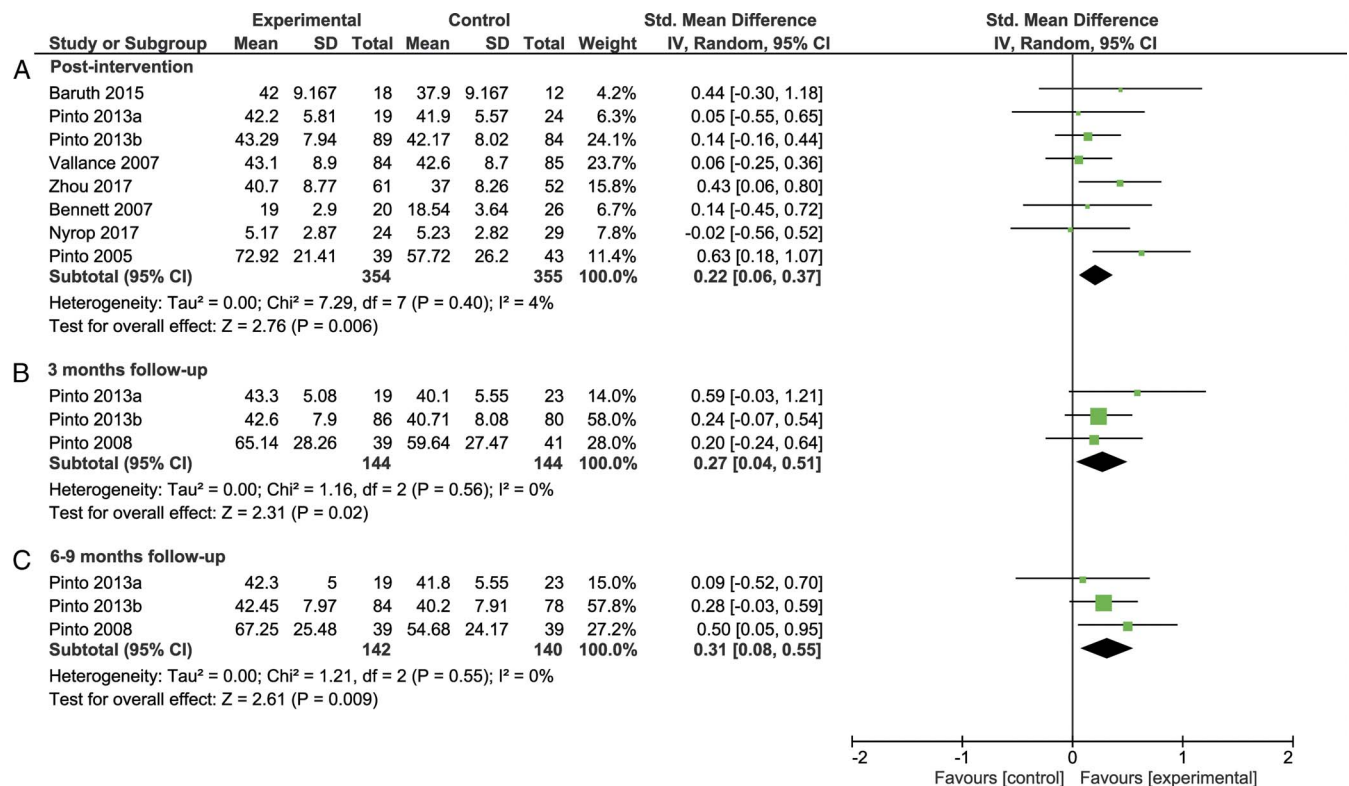 Experimental Control Std. Mean Difference Std. Mean Difference
Study or Subgroup Mean SD Total Mean SD Total Weight IV, Random, 95% CI IV, Random, 95% CI
A Post-intervention
Baruth 2015 42 9.167 18 37.9 9.167 12 4.2% 0.44 [-0.30, 1.18]
Pinto 2013a 42.2 5.81 19 41.9 5.57 24 6.3% 0.05 [-0.55, 0.65]
Pinto 2013b 43.29 7.94 89 42.17 8.02 84 24.1% 0.14 [-0.16, 0.44]
Vallance 2007 43.1 8.9 84 42.6 8.7 85 23.7% 0.06 [-0.25, 0.36]
Zhou 2017 40.7 8.77 61 37 8.26 52 15.8% 0.43 [0.06, 0.80]
Bennett 2007 19 2.9 20 18.54 3.64 26 6.7% 0.14 [-0.45, 0.72]
Nyrop 2017 5.17 2.87 24 5.23 2.82 29 7.8% -0.02 [-0.56, 0.52]
Pinto 2005 72.92 21.41 39 57.72 26.2 43 11.4% 0.63 [0.18, 1.07]
Subtotal (95% CI) 354 355 100.0% 0.22 [0.06, 0.37]
Heterogeneity: Tau² = 0.00; Chi² = 7.29, df = 7 (P = 0.40); I² = 4%
Test for overall effect: Z = 2.76 (P = 0.006)
B 3 months follow-up
Pinto 2013a 43.3 5.08 19 40.1 5.55 23 14.0% 0.59 [-0.03, 1.21]
Pinto 2013b 42.6 7.9 86 40.71 8.08 80 58.0% 0.24 [-0.07, 0.54]
Pinto 2008 65.14 28.26 39 59.64 27.47 41 28.0% 0.20 [-0.24, 0.64]
Subtotal (95% CI) 144 144 100.0% 0.27 [0.04, 0.51]
Heterogeneity: Tau² = 0.00; Chi² = 1.16, df = 2 (P = 0.56); I² = 0%
Test for overall effect: Z = 2.31 (P = 0.02)
C 6-9 months follow-up
Pinto 2013a 42.3 5 19 41.8 5.55 23 15.0% 0.09 [-0.52, 0.70]
Pinto 2013b 42.45 7.97 84 40.2 7.91 78 57.8% 0.28 [-0.03, 0.59]
Pinto 2008 67.25 25.48 39 54.68 24.17 39 27.2% 0.50 [0.05, 0.95]
Subtotal (95% CI) 142 140 100.0% 0.31 [0.08, 0.55]
Heterogeneity: Tau² = 0.00; Chi² = 1.21, df = 2 (P = 0.55); I² = 0%
Test for overall effect: Z = 2.61 (P = 0.009)
-2 -1 0 1 2
Favours [control] Favours [experimental]